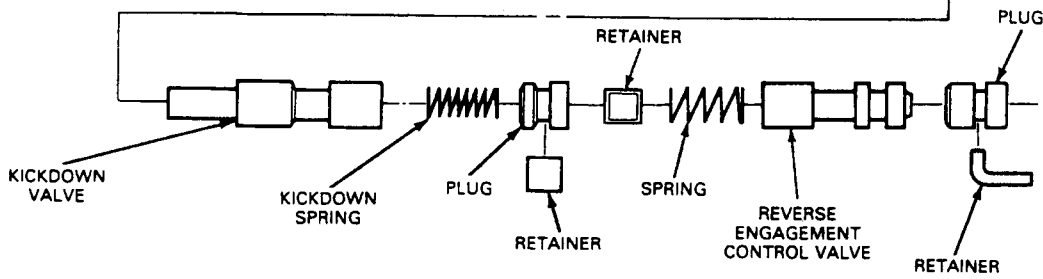 RETAINER
PLUG
KICKDOWN
VALVE
KICKDOWN
SPRING
PLUG
RETAINER
SPRING
REVERSE
ENGAGEMENT
CONTROL VALVE
RETAINER